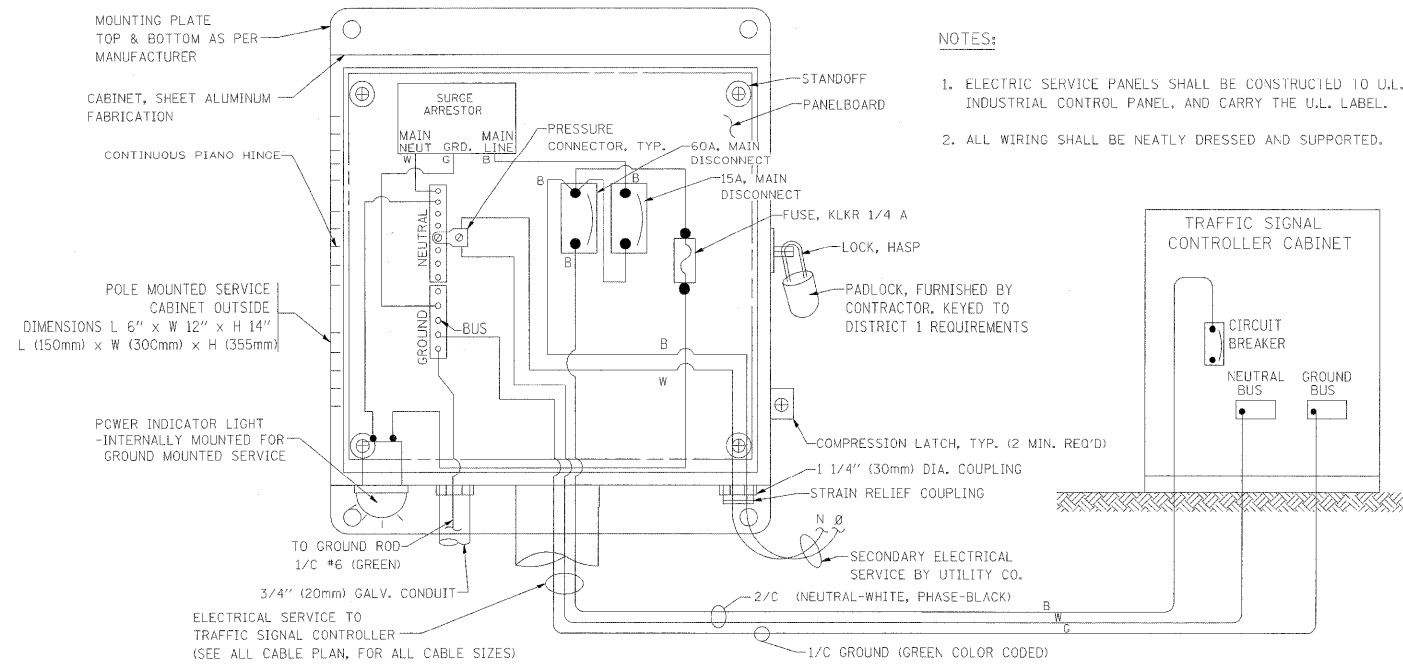 MOUNTING PLATE
TOP & BOTTOM AS PER
MANUFACTURER
CABINET, SHEET ALUMINUM
FABRICATION
CONTINUOUS PIANO HINGE
POLE MOUNTED SERVICE
CABINET OUTSIDE
DIMENSIONS L 6" x W 12" x H 14"
L (150mm) x W (300mm) x H (355mm)
POWER INDICATOR LIGHT
-INTERNALLY MOUNTED FOR
GROUND MOUNTED SERVICE
SURGE
ARRESTOR
MAIN
NEUT
GRD.
MAIN
LINE
W
G
B
NEUTRAL
GROUND
BUS
PRESSURE
CONNECTOR, TYP.
B
B
B
B
W
STANDOFF
PANELBOARD
60A, MAIN
DISCONNECT
15A, MAIN
DISCONNECT
FUSE, KLKR 1/4 A
LOCK, HASP
PADLOCK, FURNISHED BY
CONTRACTOR. KEYED TO
DISTRICT 1 REQUIREMENTS
COMPRESSION LATCH, TYP. (2 MIN. REQ'D)
1 1/4" (30mm) DIA. COUPLING
STRAIN RELIEF COUPLING
N Ø
SECONDARY ELECTRICAL
SERVICE BY UTILITY CO.
TO GROUND ROD
1/C #6 (GREEN)
3/4" (20mm) GALV. CONDUIT
ELECTRICAL SERVICE TO
TRAFFIC SIGNAL CONTROLLER
(SEE ALL CABLE PLAN, FOR ALL CABLE SIZES)
2/C (NEUTRAL-WHITE, PHASE-BLACK)
B
W
G
1/C GROUND (GREEN COLOR CODED)
NOTES:
1. ELECTRIC SERVICE PANELS SHALL BE CONSTRUCTED TO U.L.
INDUSTRIAL CONTROL PANEL, AND CARRY THE U.L. LABEL.
2. ALL WIRING SHALL BE NEATLY DRESSED AND SUPPORTED.
TRAFFIC SIGNAL
CONTROLLER CABINET
CIRCUIT
BREAKER
NEUTRAL
BUS
GROUND
BUS